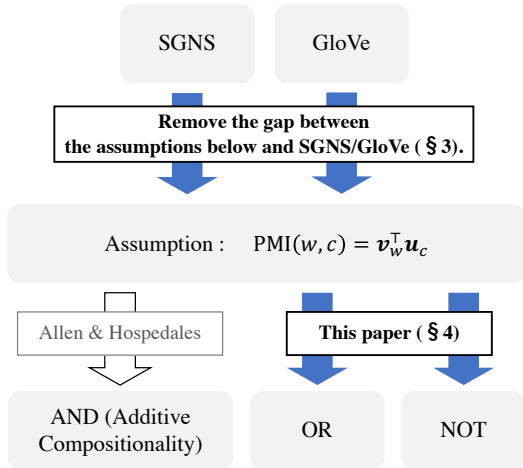 SGNS
GloVe
Remove the gap between
the assumptions below and SGNS/GloVe (§3).
Assumption : PMI(w, c) = v_w^⊤ u_c
Allen & Hospedales
This paper (§4)
AND (Additive
Compositionality)
OR
NOT